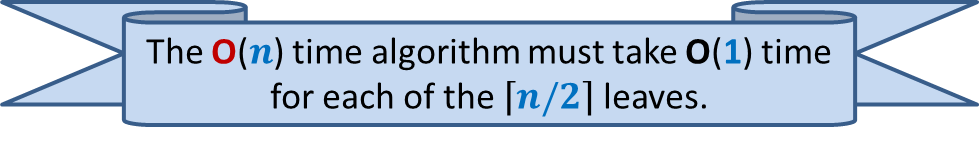 The O(n) time algorithm must take O(1) time
for each of the ⌈n/2⌉ leaves.